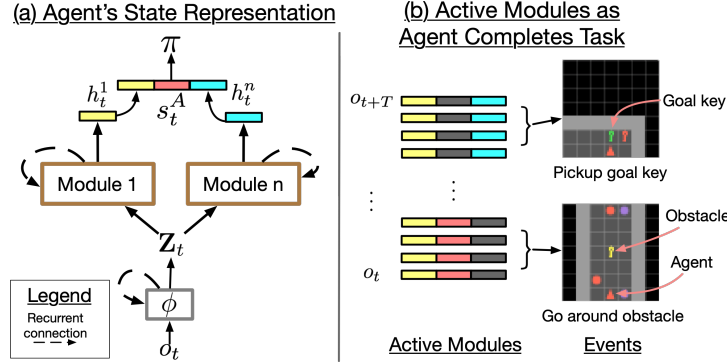 (a) Agent's State Representation
π
h_t^1
s_t^A
h_t^n
Module 1
Module n
z_t
ϕ
o_t
Legend
Recurrent
connection
(b) Active Modules as
Agent Completes Task
o_{t+T}
⋮
⋮
o_t
Active Modules
Goal key
Pickup goal key
Obstacle
Agent
Go around obstacle
Events